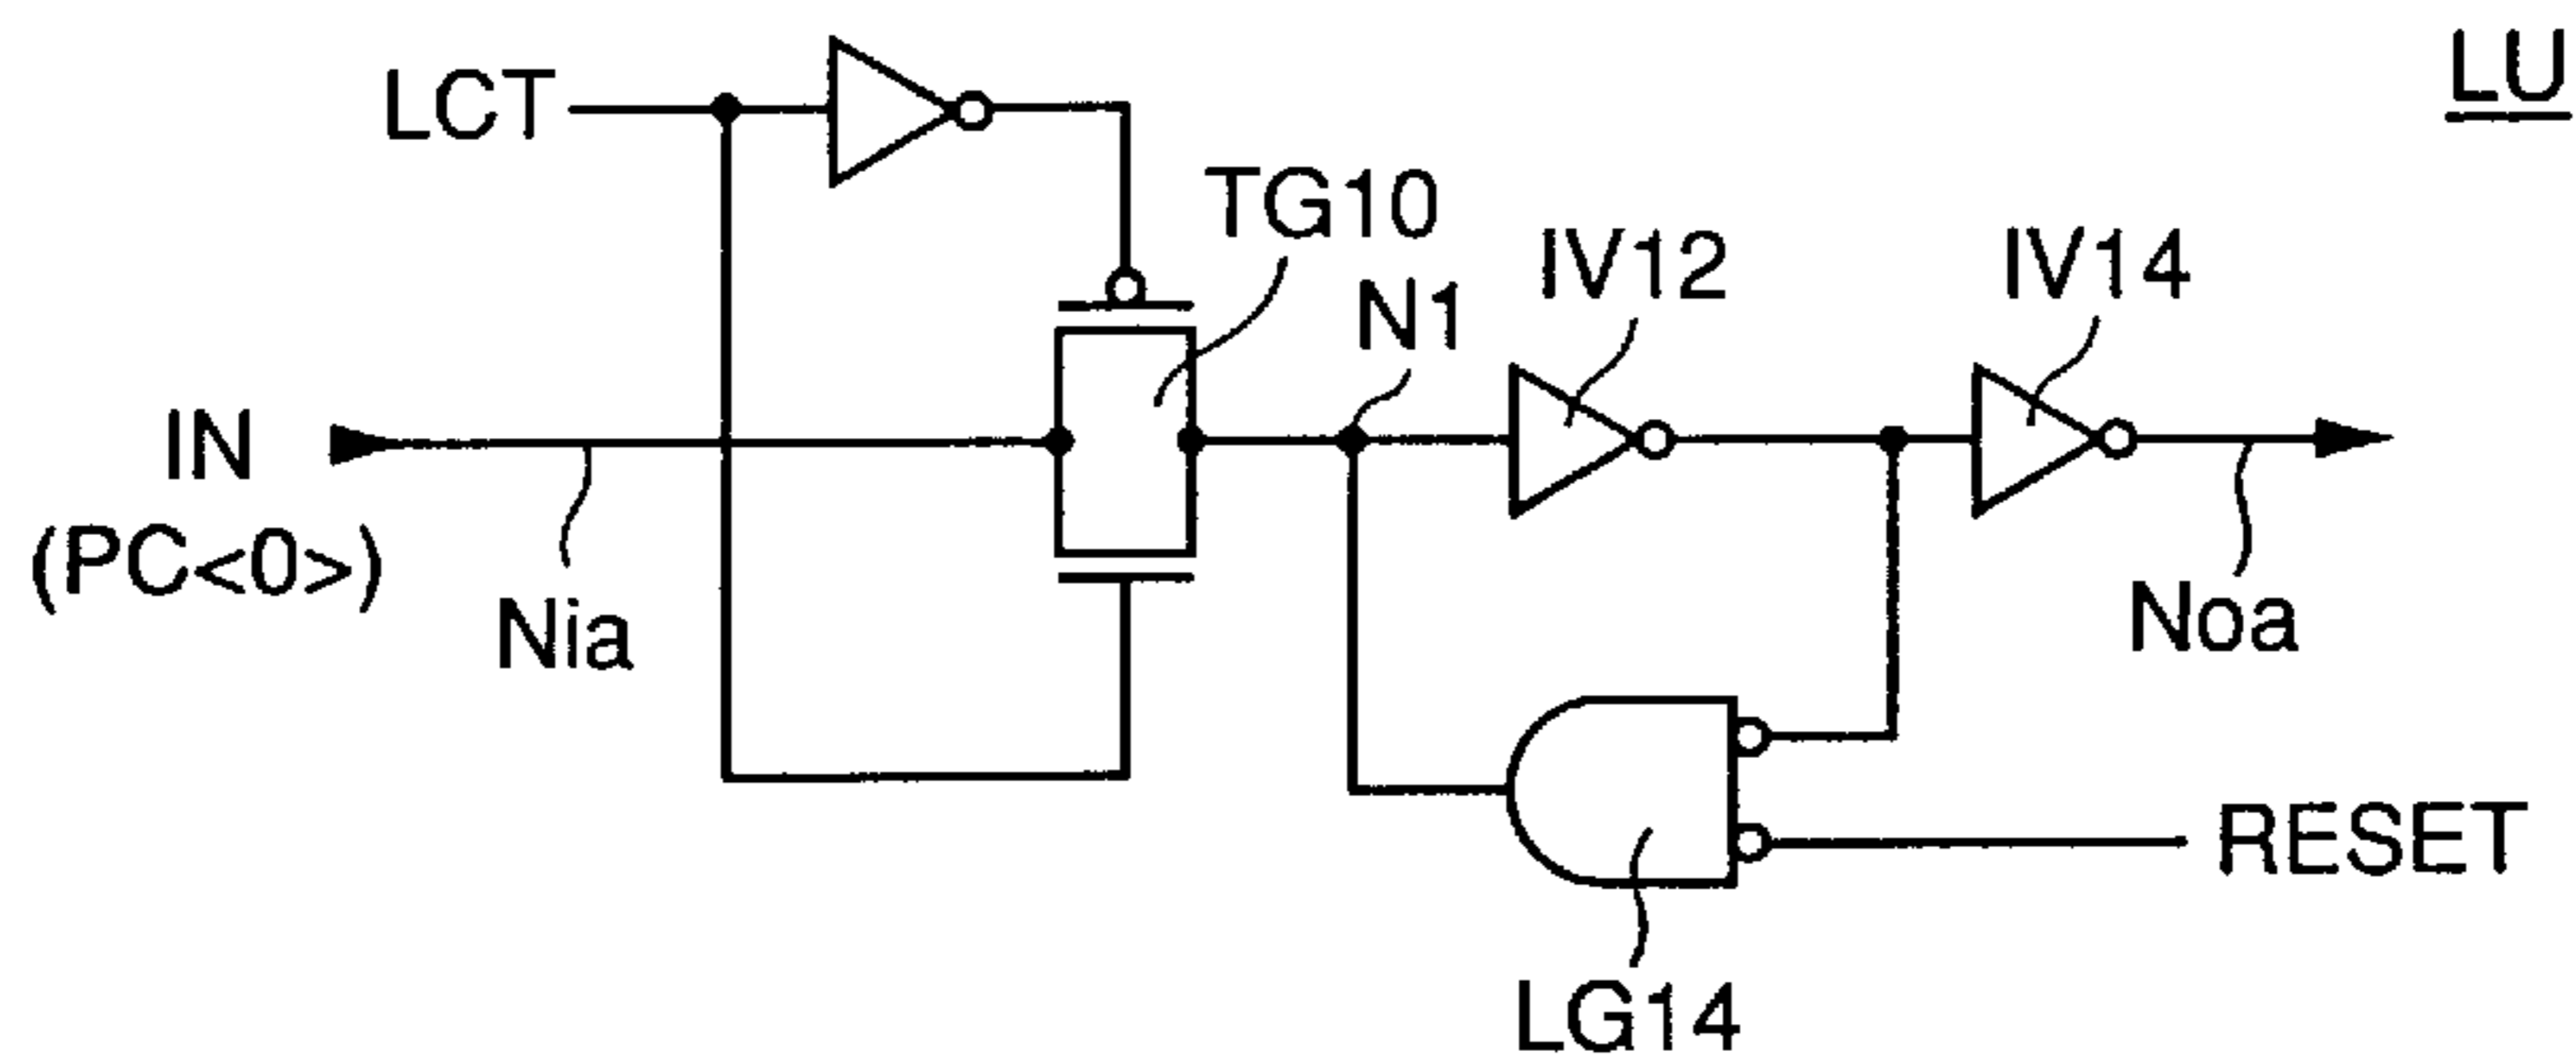 LU
LCT
TG10
N1
IV12
IV14
IN
(PC<0>)
Nia
Noa
RESET
LG14